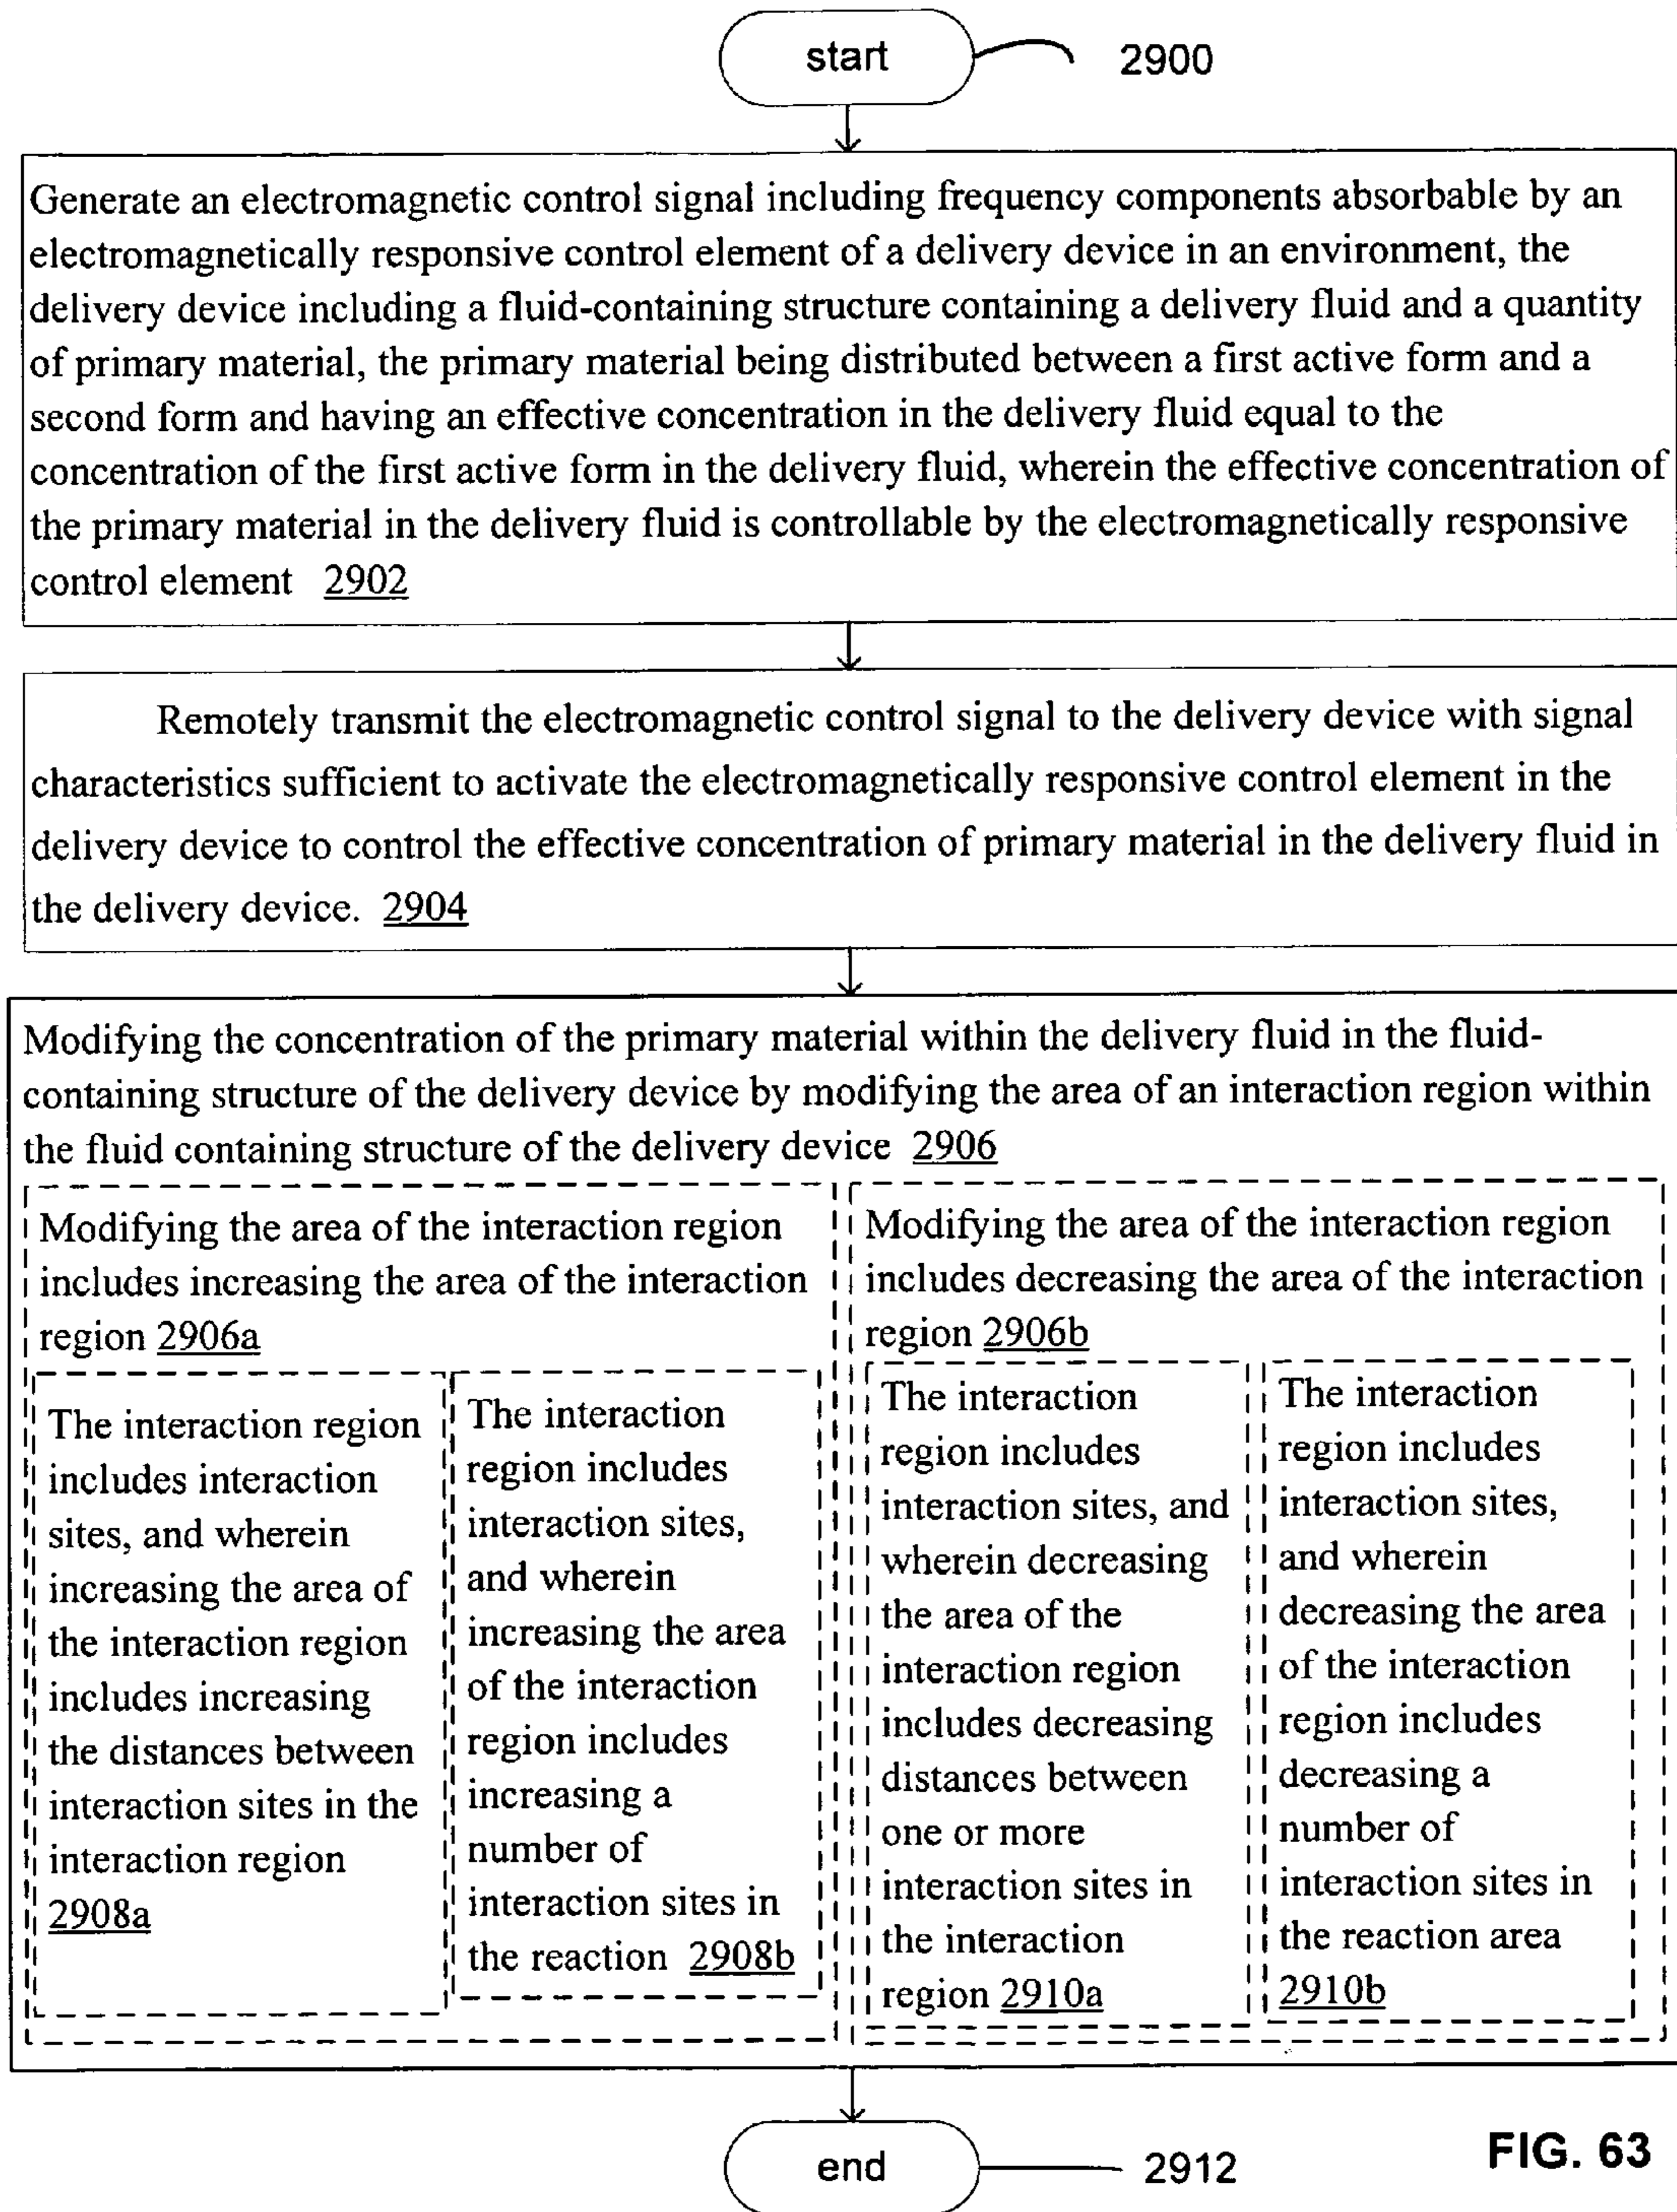 start
2900
Generate an electromagnetic control signal including frequency components absorbable by an
electromagnetically responsive control element of a delivery device in an environment, the
delivery device including a fluid-containing structure containing a delivery fluid and a quantity
of primary material, the primary material being distributed between a first active form and a
second form and having an effective concentration in the delivery fluid equal to the
concentration of the first active form in the delivery fluid, wherein the effective concentration of
the primary material in the delivery fluid is controllable by the electromagnetically responsive
control element 2902
Remotely transmit the electromagnetic control signal to the delivery device with signal
characteristics sufficient to activate the electromagnetically responsive control element in the
delivery device to control the effective concentration of primary material in the delivery fluid in
the delivery device. 2904
Modifying the concentration of the primary material within the delivery fluid in the fluid-
containing structure of the delivery device by modifying the area of an interaction region within
the fluid containing structure of the delivery device 2906
Modifying the area of the interaction region
includes increasing the area of the interaction
region 2906a
The interaction region
includes interaction
sites, and wherein
increasing the area of
the interaction region
includes increasing
the distances between
interaction sites in the
interaction region
2908a
The interaction
region includes
interaction sites,
and wherein
increasing the area
of the interaction
region includes
increasing a
number of
interaction sites in
the reaction 2908b
Modifying the area of the interaction region
includes decreasing the area of the interaction
region 2906b
The interaction
region includes
interaction sites, and
wherein decreasing
the area of the
interaction region
includes decreasing
distances between
one or more
interaction sites in
the interaction
region 2910a
The interaction
region includes
interaction sites,
and wherein
decreasing the area
of the interaction
region includes
decreasing a
number of
interaction sites in
the reaction area
2910b
end
2912
FIG. 63